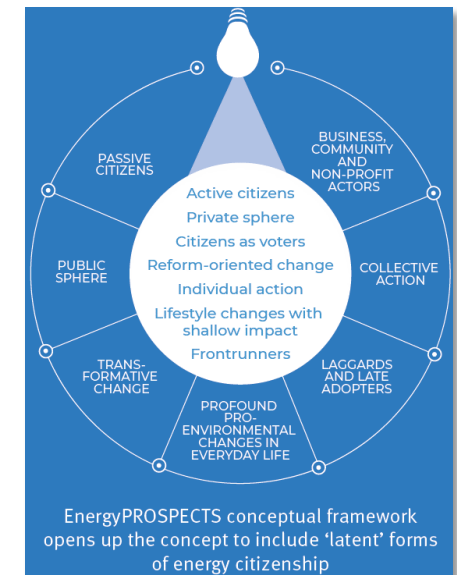 PASSIVE
CITIZENS
BUSINESS,
COMMUNITY
AND
NON-PROFIT
ACTORS
Active citizens
Private sphere
Citizens as voters
Reform-oriented change
Individual action
Lifestyle changes with
shallow impact
Frontrunners
PUBLIC
SPHERE
COLLECTIVE
ACTION
TRANS-
FORMATIVE
CHANGE
LAGGARDS
AND LATE
ADOPTERS
PROFOUND
PRO-
ENVIRONMENTAL
CHANGES IN
EVERYDAY LIFE
EnergyPROSPECTS conceptual framework
opens up the concept to include ‘latent’ forms
of energy citizenship